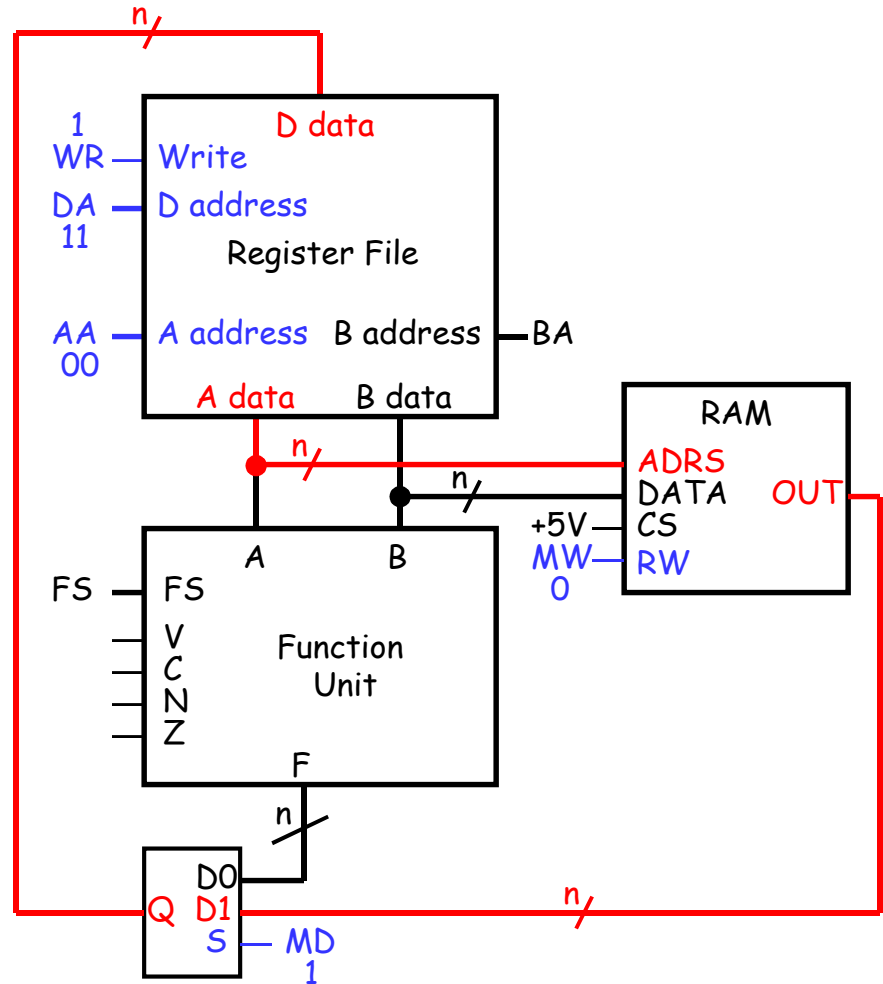 n
D data
1
WR Write
DA D address
11
Register File
AA A address B address BA
00
A data B data
RAM
n
ADRS
n
DATA OUT
+5V CS
MW RW
0
A B
FS FS
V
C
N
Z
Function
Unit
F
n
D0
Q D1
n
S MD
1